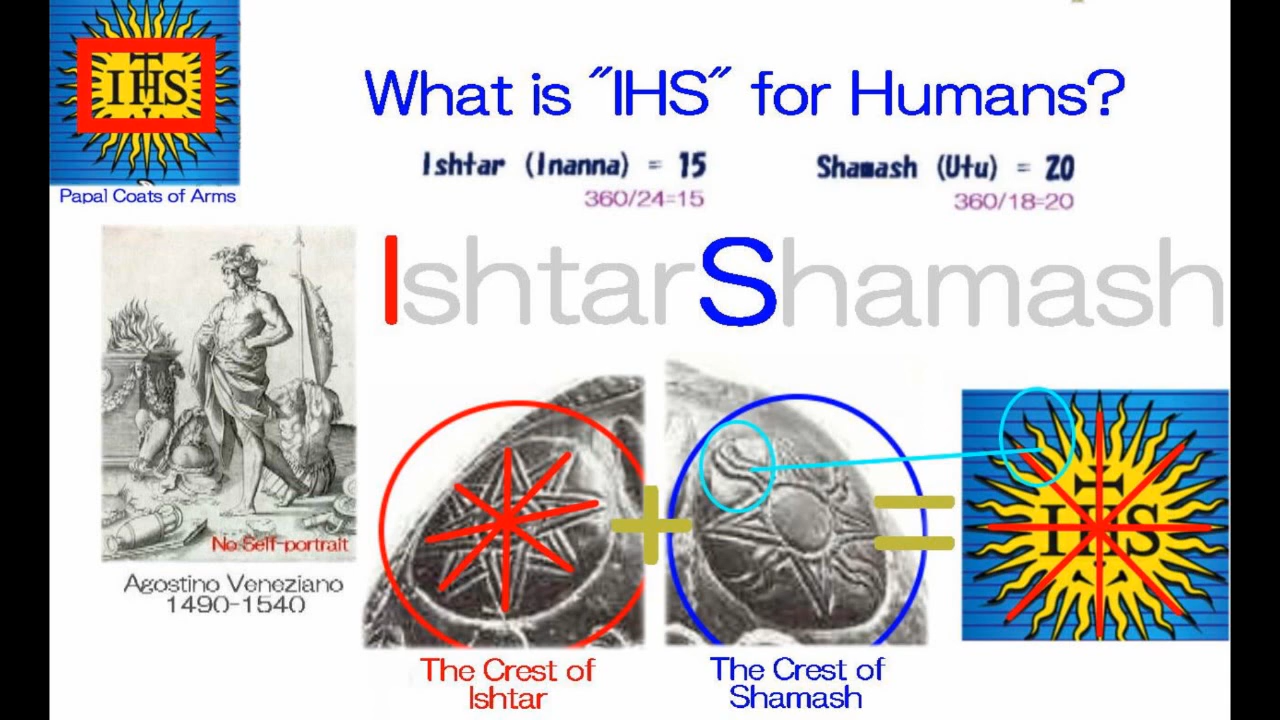 IHS
Papal Coats of Arms
What is "IHS" for Humans?
Ishtar (Inanna) = 15
360/24=15
Shamash (Utu) = 20
360/18=20
IshtarShamash
No Self-portrait
Agostino Veneziano
1490-1540
+
=
IHS
The Crest of
Ishtar
The Crest of
Shamash